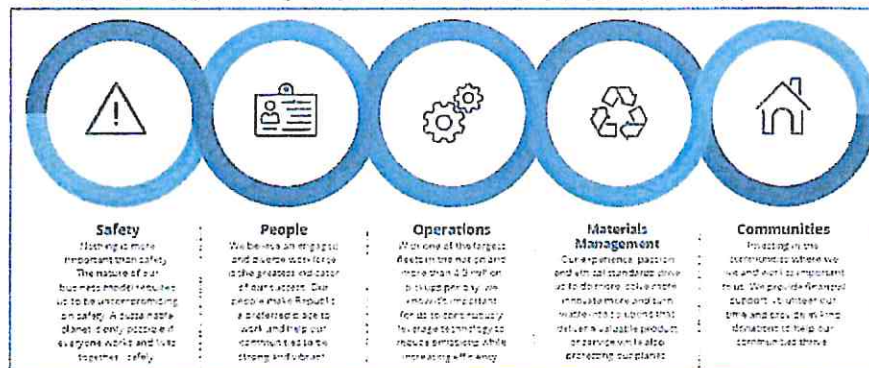 Safety
Nothing is more
important than safety.
The nature of our
business model requires
us to be uncompromising
on safety. A sustainable
planet is only possible if
everyone works and lives
together safely
People
We believe an engaged
and diverse workforce
is the greatest indicator
of our success. Our
people make Republic
a preferred place to
work and help our
communities to be
strong and vibrant
Operations
With one of the largest
fleets in the nation and
more than million
pickups per day, we
know it's important
for us to continuously
leverage technology to
reduce emissions while
increasing efficiency
Materials
Management
Our experience, passion
and ethical standards drive
us to do more, solve more
innovate more and turn
waste into solutions that
deliver a valuable product
or service while also
protecting our planet
Communities
Investing in the
communities where we
live and work is important
to us. We provide financial
support, volunteer our
time and provide in-kind
donations to help our
communities thrive